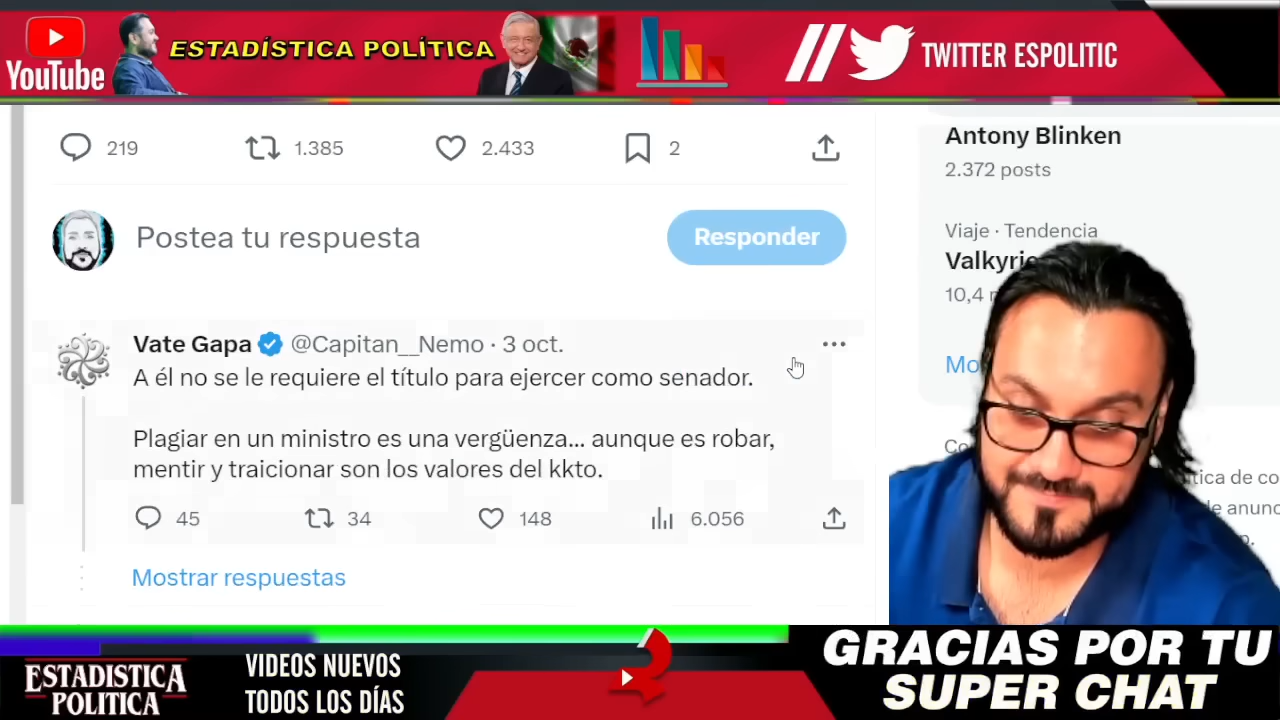 YouTube
ESTADÍSTICA POLÍTICA
TWITTER ESPOLITIC
219
1.385
2.433
2
Antony Blinken
2.372 posts
Postea tu respuesta
Responder
Viaje · Tendencia
10,4
Vate Gapa @Capitan__Nemo · 3 oct.
A él no se le requiere el título para ejercer como senador.
Plagiar en un ministro es una vergüenza... aunque es robar,
mentir y traicionar son los valores del kkto.
45
34
148
6.056
Mostrar respuestas
ESTADÍSTICA
POLÍTICA
VIDEOS NUEVOS
TODOS LOS DÍAS
GRACIAS POR TU
SUPER CHAT